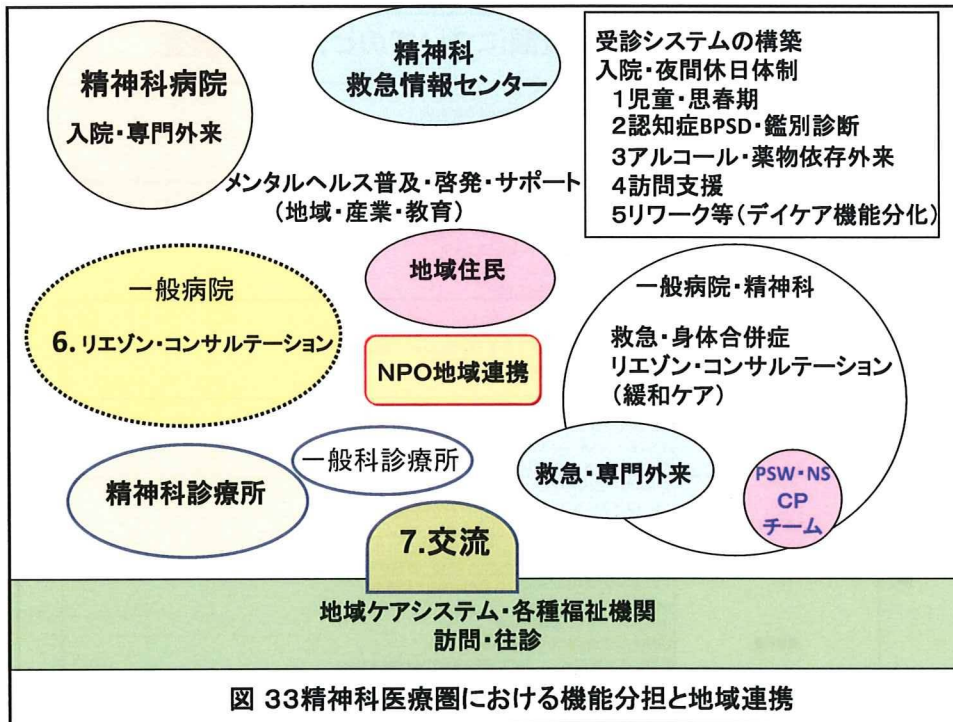 精神科病院
入院・専門外来
精神科
救急情報センター
受診システムの構築
入院・夜間休日体制
1児童・思春期
2認知症BPSD・鑑別診断
3アルコール・薬物依存外来
4訪問支援
5リワーク等(デイケア機能分化)
メンタルヘルス普及・啓発・サポート
(地域・産業・教育)
一般病院
6.リエゾン・コンサルテーション
地域住民
NPO地域連携
一般病院・精神科
救急・身体合併症
リエゾン・コンサルテーション
(緩和ケア)
救急・専門外来
PSW・NS
CP
チーム
一般科診療所
精神科診療所
7.交流
地域ケアシステム・各種福祉機関
訪問・往診
図 33精神科医療圏における機能分担と地域連携